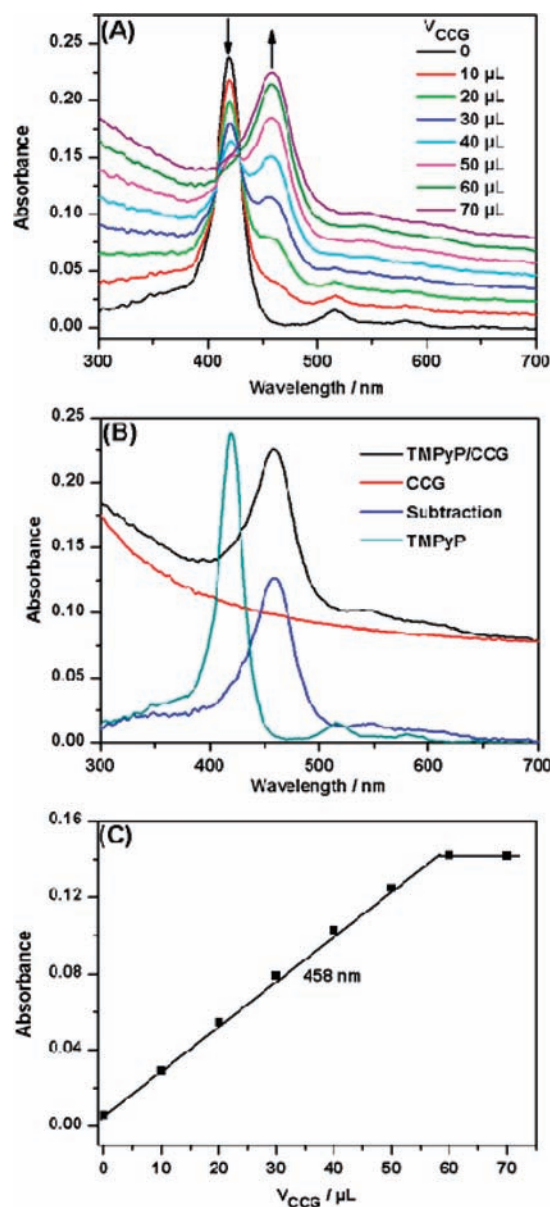 (A)
V CCG
0
10 µL
20 µL
30 µL
40 µL
50 µL
60 µL
70 µL
0.25
0.20
0.15
0.10
0.05
0.00
Absorbance
300 400 500 600 700
Wavelength / nm
(B)
TMPyP/CCG
CCG
Subtraction
TMPyP
0.25
0.20
0.15
0.10
0.05
0.00
Absorbance
300 400 500 600 700
Wavelength / nm
(C)
0.16
0.12
0.08
0.04
0.00
Absorbance
458 nm
0 10 20 30 40 50 60 70
V CCG / µL